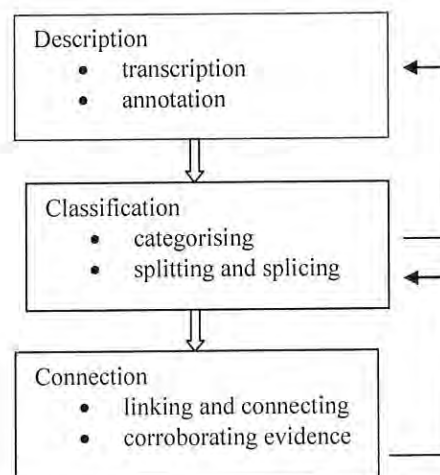 Description
• transcription
• annotation
Classification
• categorising
• splitting and splicing
Connection
• linking and connecting
• corroborating evidence